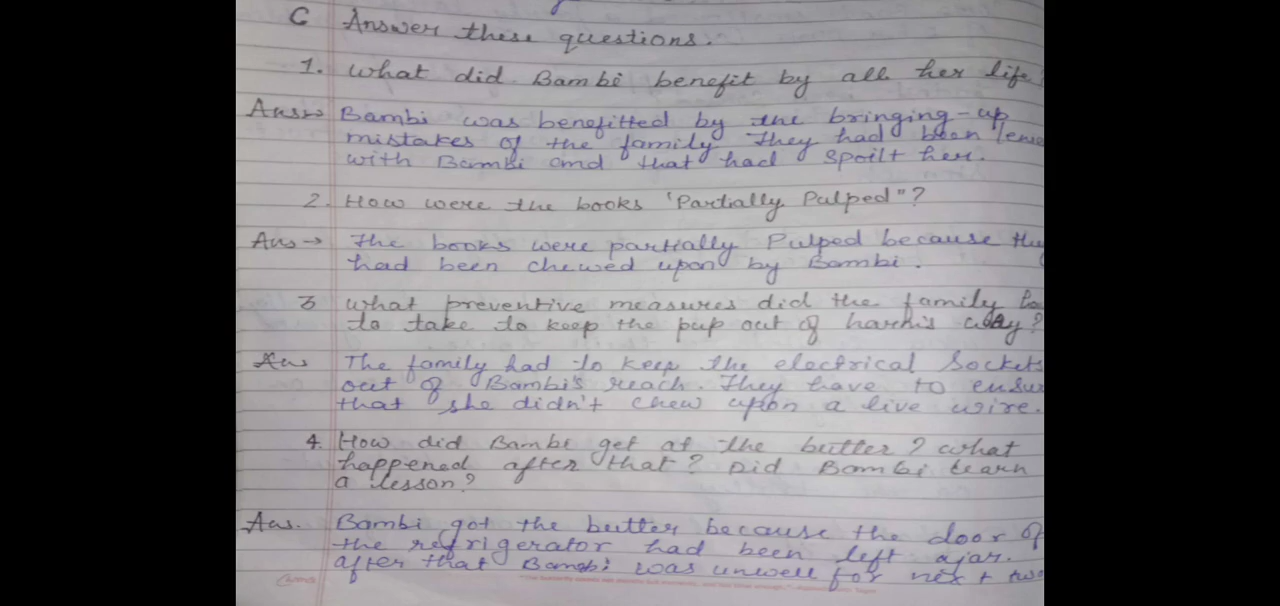 C Answer these questions.
1. What did Bambi benefit by all her life
Ans→ Bambi was benefitted by the bringing-up
mistakes of the family They had been
with Bambi and that had spoilt her.
2. How were the books 'Partially Pulped"?
Ans→ The books were partially Pulped because
had been chewed upon by Bambi.
3 What preventive measures did the family
to take to keep the pup out of harm's way?
Ans The family had to keep the electrical Sockets
out of Bambi's reach. They have to
that she didn't chew upon a live wire.
4. How did Bambi get at the butter? What
happened after that? Did Bambi learn
a lesson?
Ans. Bambi got the butter because the door of
the refrigerator had been left ajar.
after that Bambi was unwell for next two